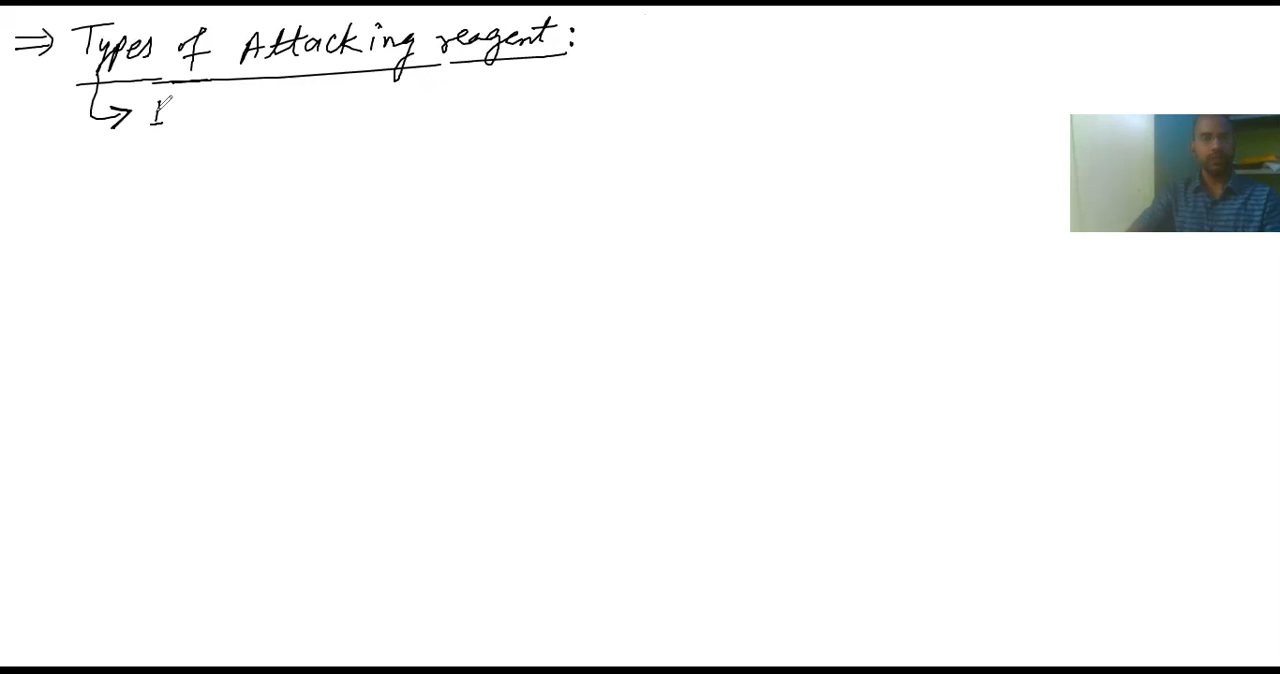 ⇒ Types of Attacking reagent:
↳ I